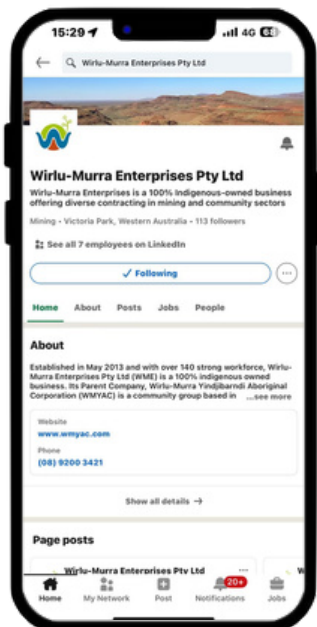 15:29
4G
63
Wirlu-Murra Enterprises Pty Ltd
Wirlu-Murra Enterprises Pty Ltd
Wirlu-Murra Enterprises is a 100% Indigenous-owned business
offering diverse contracting in mining and community sectors
Mining • Victoria Park, Western Australia • 113 followers
See all 7 employees on LinkedIn
✓ Following
Home About Posts Jobs People
About
Established in May 2013 and with over 140 strong workforce, Wirlu-
Murra Enterprises Pty Ltd (WME) is a 100% indigenous owned
business. Its Parent Company, Wirlu-Murra Yindjibarndi Aboriginal
Corporation (WMYAC) is a community group based in ...see more
Website
www.wmyac.com
Phone
(08) 9200 3421
Show all details →
Page posts
Wirlu-Murra Enterprises Pty Ltd
W
20+
Home My Network Post Notifications Jobs